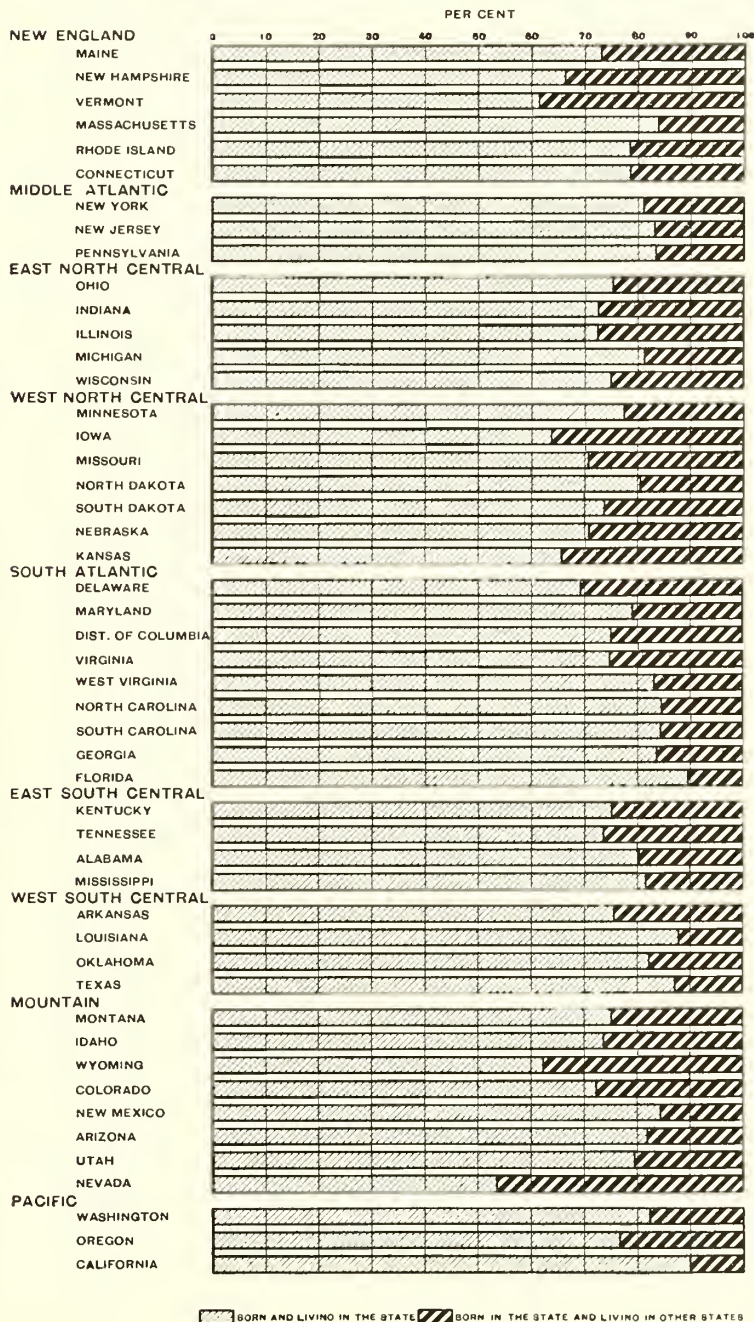 PER CENT
0 10 20 30 40 50 60 70 80 90 100
NEW ENGLAND
MAINE
NEW HAMPSHIRE
VERMONT
MASSACHUSETTS
RHODE ISLAND
CONNECTICUT
MIDDLE ATLANTIC
NEW YORK
NEW JERSEY
PENNSYLVANIA
EAST NORTH CENTRAL
OHIO
INDIANA
ILLINOIS
MICHIGAN
WISCONSIN
WEST NORTH CENTRAL
MINNESOTA
IOWA
MISSOURI
NORTH DAKOTA
SOUTH DAKOTA
NEBRASKA
KANSAS
SOUTH ATLANTIC
DELAWARE
MARYLAND
DIST. OF COLUMBIA
VIRGINIA
WEST VIRGINIA
NORTH CAROLINA
SOUTH CAROLINA
GEORGIA
FLORIDA
EAST SOUTH CENTRAL
KENTUCKY
TENNESSEE
ALABAMA
MISSISSIPPI
WEST SOUTH CENTRAL
ARKANSAS
LOUISIANA
OKLAHOMA
TEXAS
MOUNTAIN
MONTANA
IDAHO
WYOMING
COLORADO
NEW MEXICO
ARIZONA
UTAH
NEVADA
PACIFIC
WASHINGTON
OREGON
CALIFORNIA
BORN AND LIVING IN THE STATE BORN IN THE STATE AND LIVING IN OTHER STATES